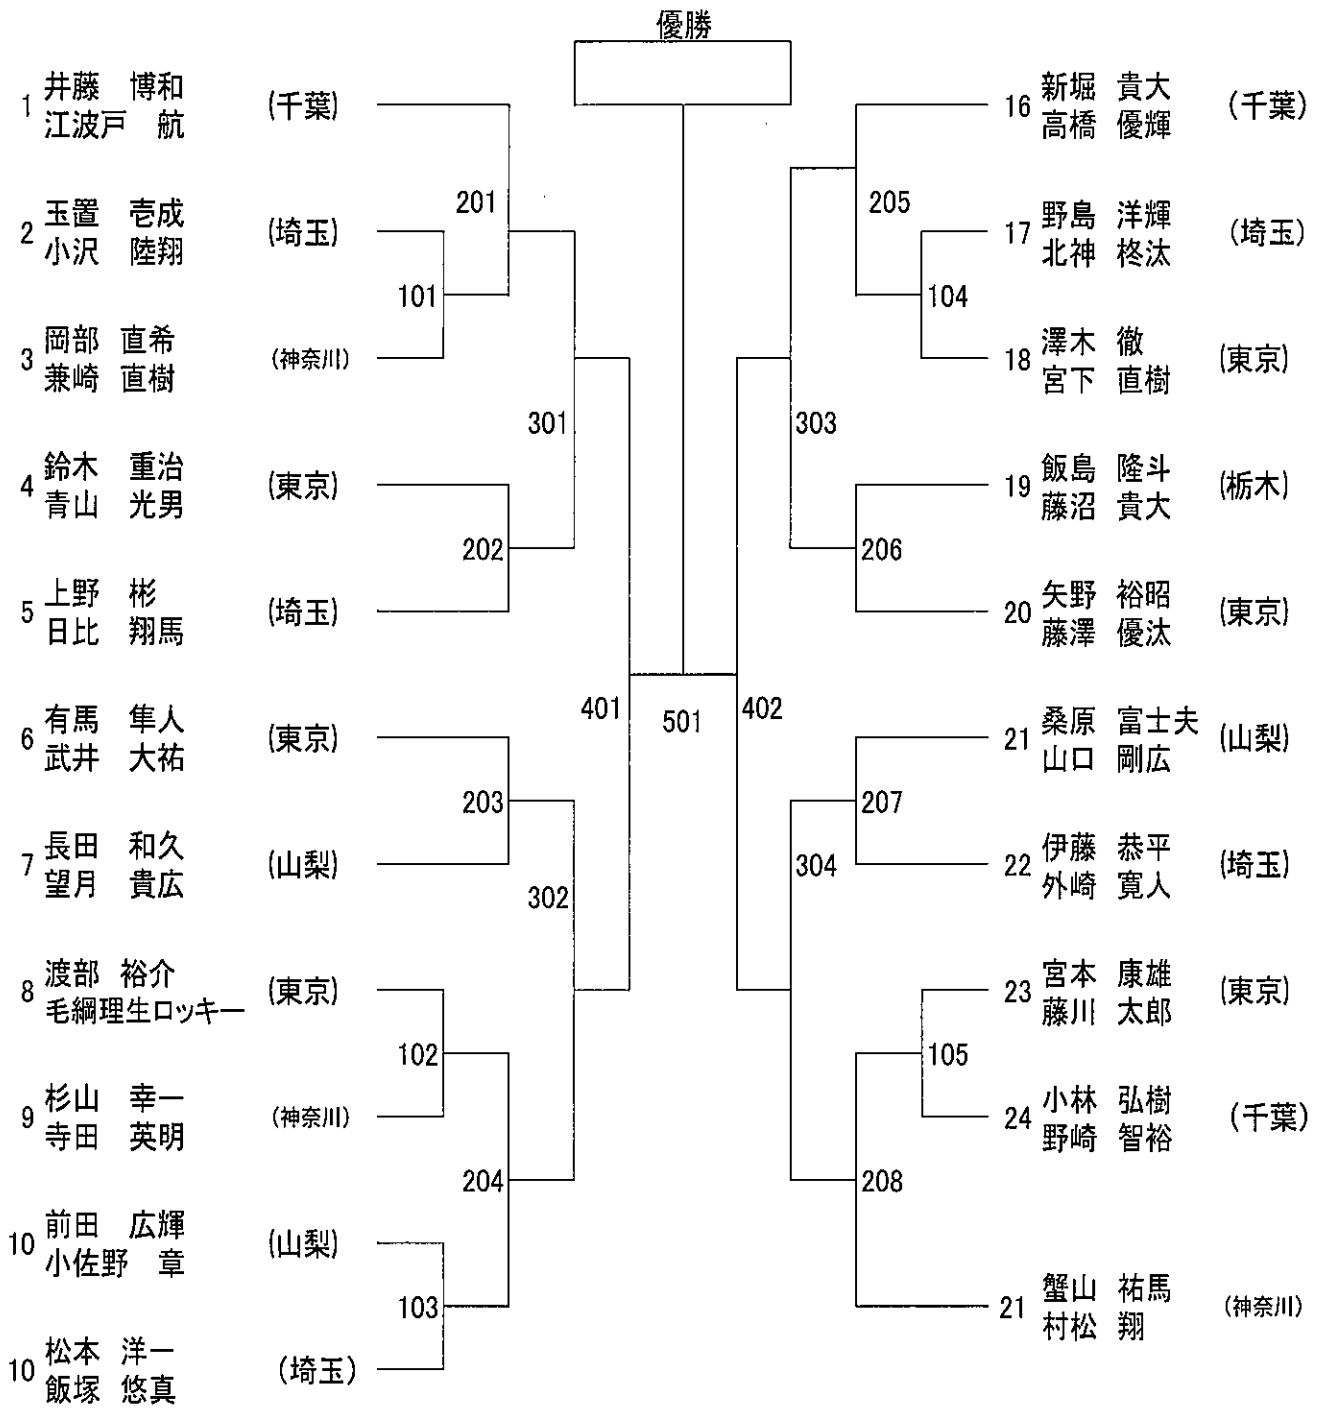 優勝
1 井藤 博和 (千葉)
江波戸 航
2 玉置 壱成 (埼玉)
小沢 陸翔
3 岡部 直希 (神奈川)
兼崎 直樹
4 鈴木 重治 (東京)
青山 光男
5 上野 彬 (埼玉)
日比 翔馬
6 有馬 隼人 (東京)
武井 大祐
7 長田 和久 (山梨)
望月 貴広
8 渡部 裕介 (東京)
毛綱理生ロッキー
9 杉山 幸一 (神奈川)
寺田 英明
10 前田 広輝 (山梨)
小佐野 章
10 松本 洋一 (埼玉)
飯塚 悠真
201
101
301
202
401
203
302
102
204
103
501
205
104
303
206
402
207
304
105
208
16 新堀 貴大 (千葉)
高橋 優輝
17 野島 洋輝 (埼玉)
北神 柊汰
18 澤木 徹 (東京)
宮下 直樹
19 飯島 隆斗 (栃木)
藤沼 貴大
20 矢野 裕昭 (東京)
藤澤 優汰
21 桑原 富士夫 (山梨)
山口 剛広
22 伊藤 恭平 (埼玉)
外崎 寛人
23 宮本 康雄 (東京)
藤川 太郎
24 小林 弘樹 (千葉)
野崎 智裕
21 蟹山 祐馬 (神奈川)
村松 翔